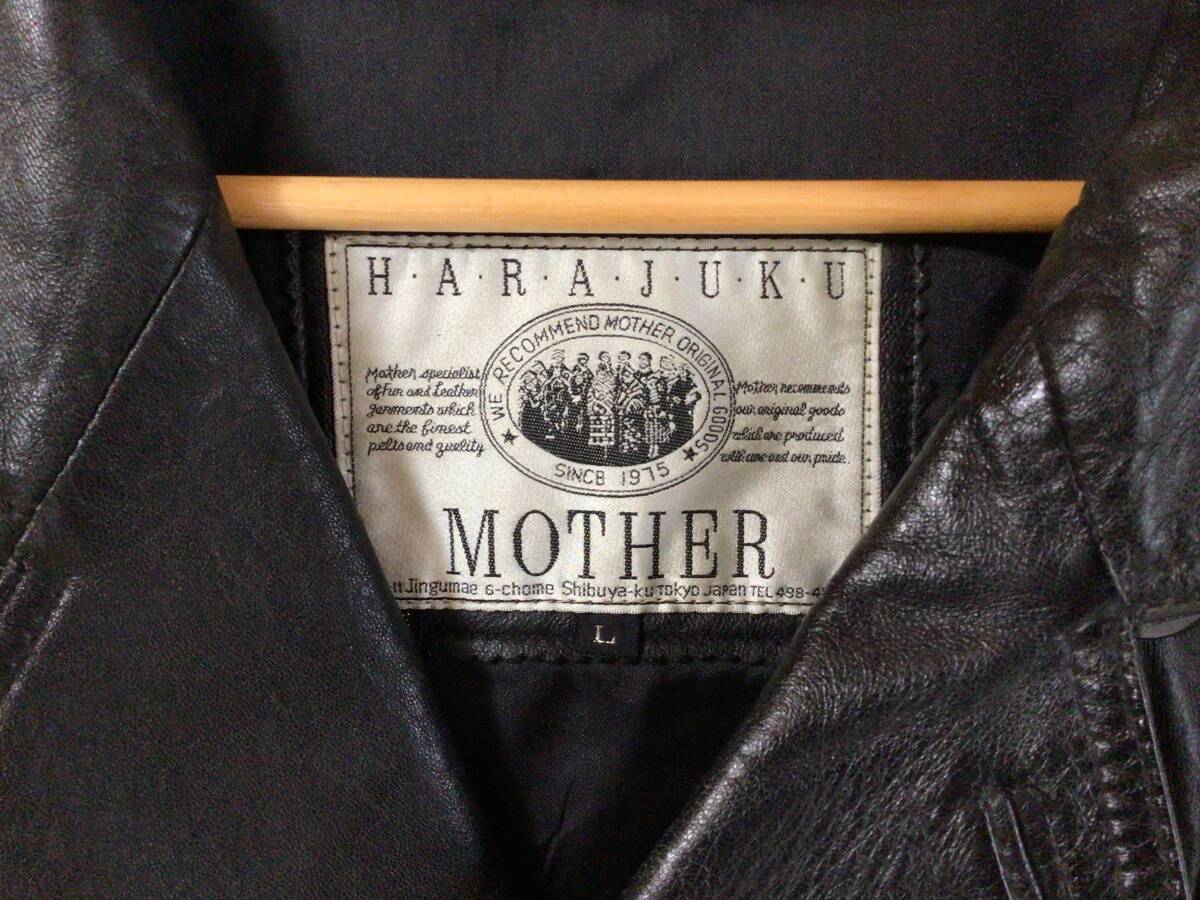 H·A·R·A·J·U·K·U
WE RECOMMEND MOTHER ORIGINAL GOODS
Mother specialist
of fur and Leather
garments which
are the finest
pelts and quelity
Mother recommends
our original goods
which are produced
with care and our pride.
★ SINCB 1975 ★
MOTHER
Jingumae 6-chome Shibuya-ku Tokyo Japan TEL 498-4
L